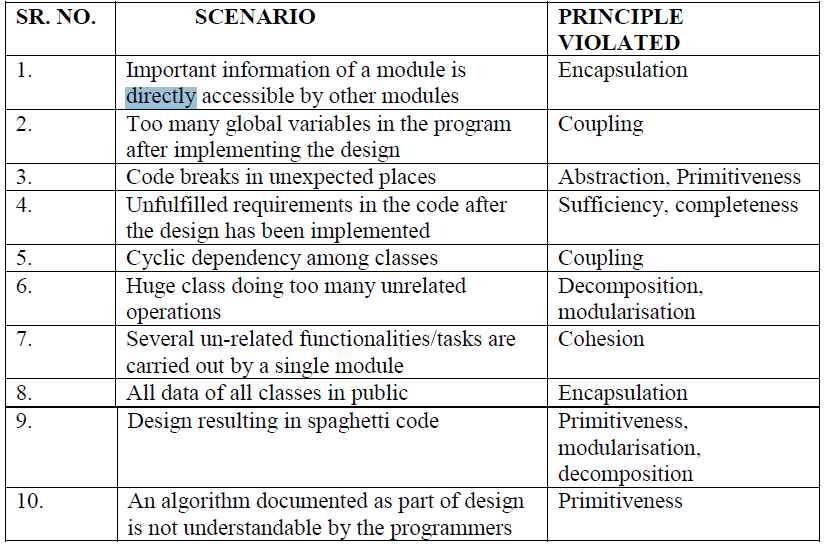 SR. NO. SCENARIO PRINCIPLE
VIOLATED
1. Important information of a module is Encapsulation
directly accessible by other modules
2. Too many global variables in the program Coupling
after implementing the design
3. Code breaks in unexpected places Abstraction, Primitiveness
4. Unfulfilled requirements in the code after Sufficiency, completeness
the design has been implemented
5. Cyclic dependency among classes Coupling
6. Huge class doing too many unrelated Decomposition,
operations modularisation
7. Several un-related functionalities/tasks are Cohesion
carried out by a single module
8. All data of all classes in public Encapsulation
9. Design resulting in spaghetti code Primitiveness,
modularisation,
decomposition
10. An algorithm documented as part of design Primitiveness
is not understandable by the programmers